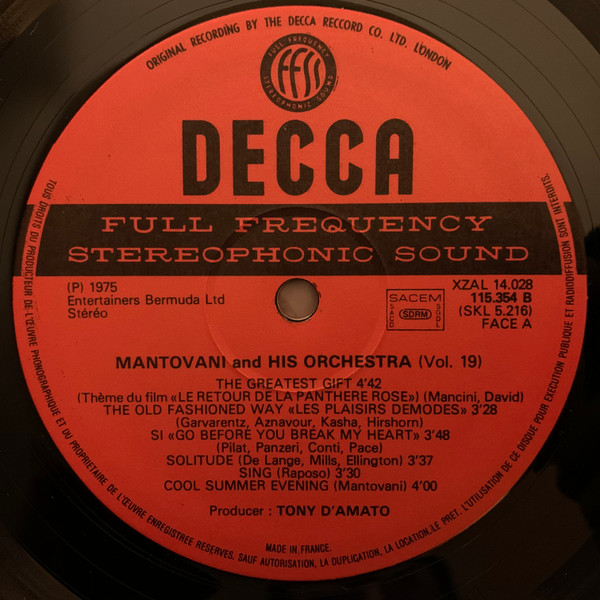 ORIGINAL RECORDING BY THE DECCA RECCORD CO. LTD. LONDON
FULL FREQUENCY
ffss
STEREOPHONIC SOUND
DECCA
FULL FREQUENCY
STEREOPHONIC SOUND
(P) 1975
Entertainers Bermuda Ltd
Stéréo
SACEM
SACD
SDRM
SGDL
XZAL 14.028
115.354 B
(SKL 5.216)
FACE A
MANTOVANI and HIS ORCHESTRA (Vol. 19)
THE GREATEST GIFT 4'42
(Thème du film «LE RETOUR DE LA PANTHERE ROSE») (Mancini, David)
THE OLD FASHIONED WAY «LES PLAISIRS DEMODES» 3'28
(Garvarentz, Aznavour, Kasha, Hirshorn)
SI «GO BEFORE YOU BREAK MY HEART» 3'48
(Pilat, Panzeri, Conti, Pace)
SOLITUDE (De Lange, Mills, Ellington) 3'37
SING (Raposo) 3'30
COOL SUMMER EVENING (Mantovani) 4'00
Producer : TONY D'AMATO
MADE IN FRANCE.
TOUS DROITS DU PRODUCTEUR DE L'ŒUVRE PHONOGRAPHIQUE ET DU PROPRIETAIRE DE L'ŒUVRE ENREGISTREE RESERVES. SAUF AUTORISATION, LA DUPLICATION, LA LOCATION, LE PRET, L'UTILISATION DE CE DISQUE POUR EXECUTION PUBLIQUE ET RADIODIFFUSION SONT INTERDITS.